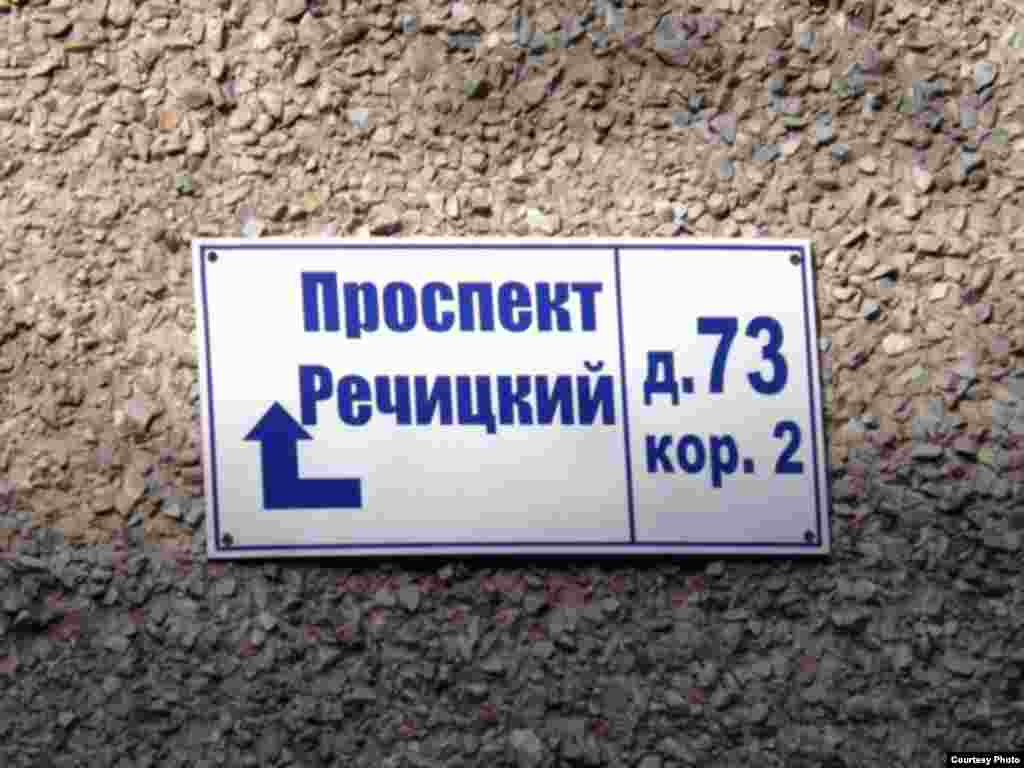 Проспект
Речицкий
д.73
кор. 2
Courtesy Photo